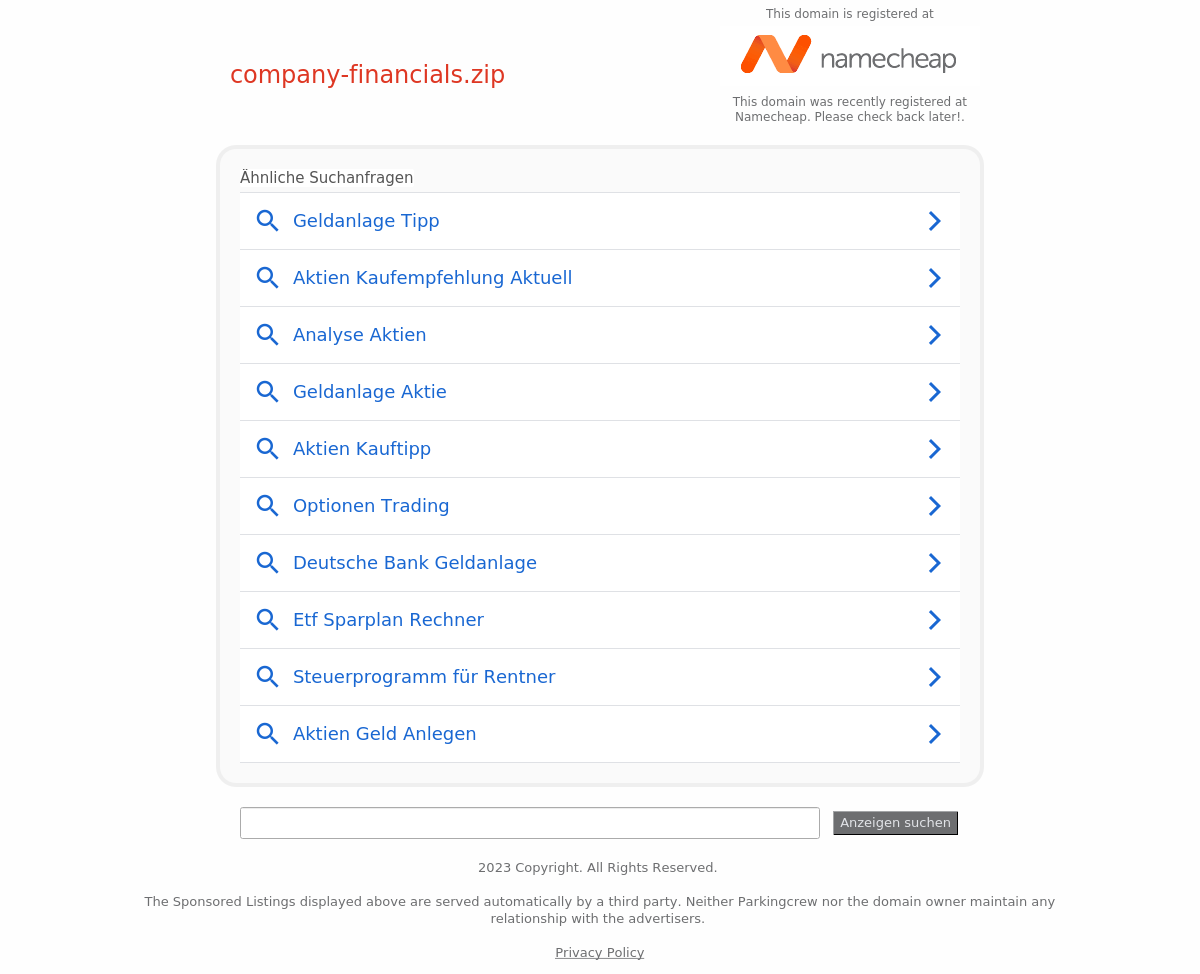 This domain is registered at
namecheap
company-financials.zip
This domain was recently registered at
Namecheap. Please check back later!.
Ähnliche Suchanfragen
Geldanlage Tipp
Aktien Kaufempfehlung Aktuell
Analyse Aktien
Geldanlage Aktie
Aktien Kauftipp
Optionen Trading
Deutsche Bank Geldanlage
Etf Sparplan Rechner
Steuerprogramm für Rentner
Aktien Geld Anlegen
Anzeigen suchen
2023 Copyright. All Rights Reserved.
The Sponsored Listings displayed above are served automatically by a third party. Neither Parkingcrew nor the domain owner maintain any
relationship with the advertisers.
Privacy Policy